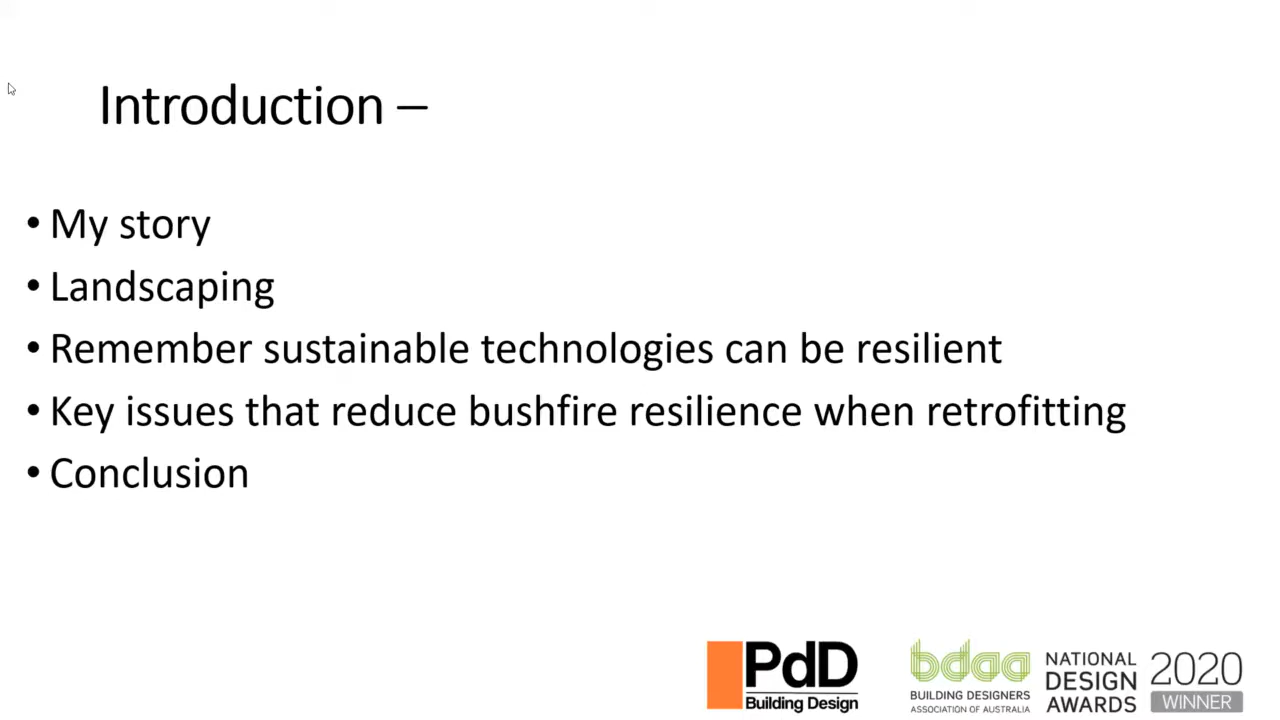 Introduction –
• My story
• Landscaping
• Remember sustainable technologies can be resilient
• Key issues that reduce bushfire resilience when retrofitting
• Conclusion
PdD
Building Design
bdaa
BUILDING DESIGNERS
ASSOCIATION OF AUSTRALIA
NATIONAL
DESIGN
AWARDS
2020
WINNER